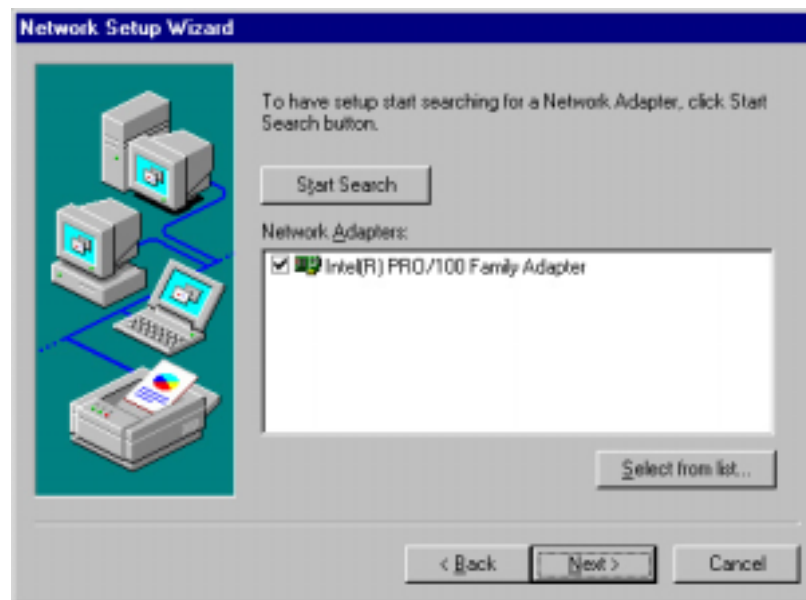 Network Setup Wizard
To have setup start searching for a Network Adapter, click Start
Search button.
Start Search
Network Adapters:
Intel(R) PRO/100 Family Adapter
Select from list...
< Back
Next >
Cancel